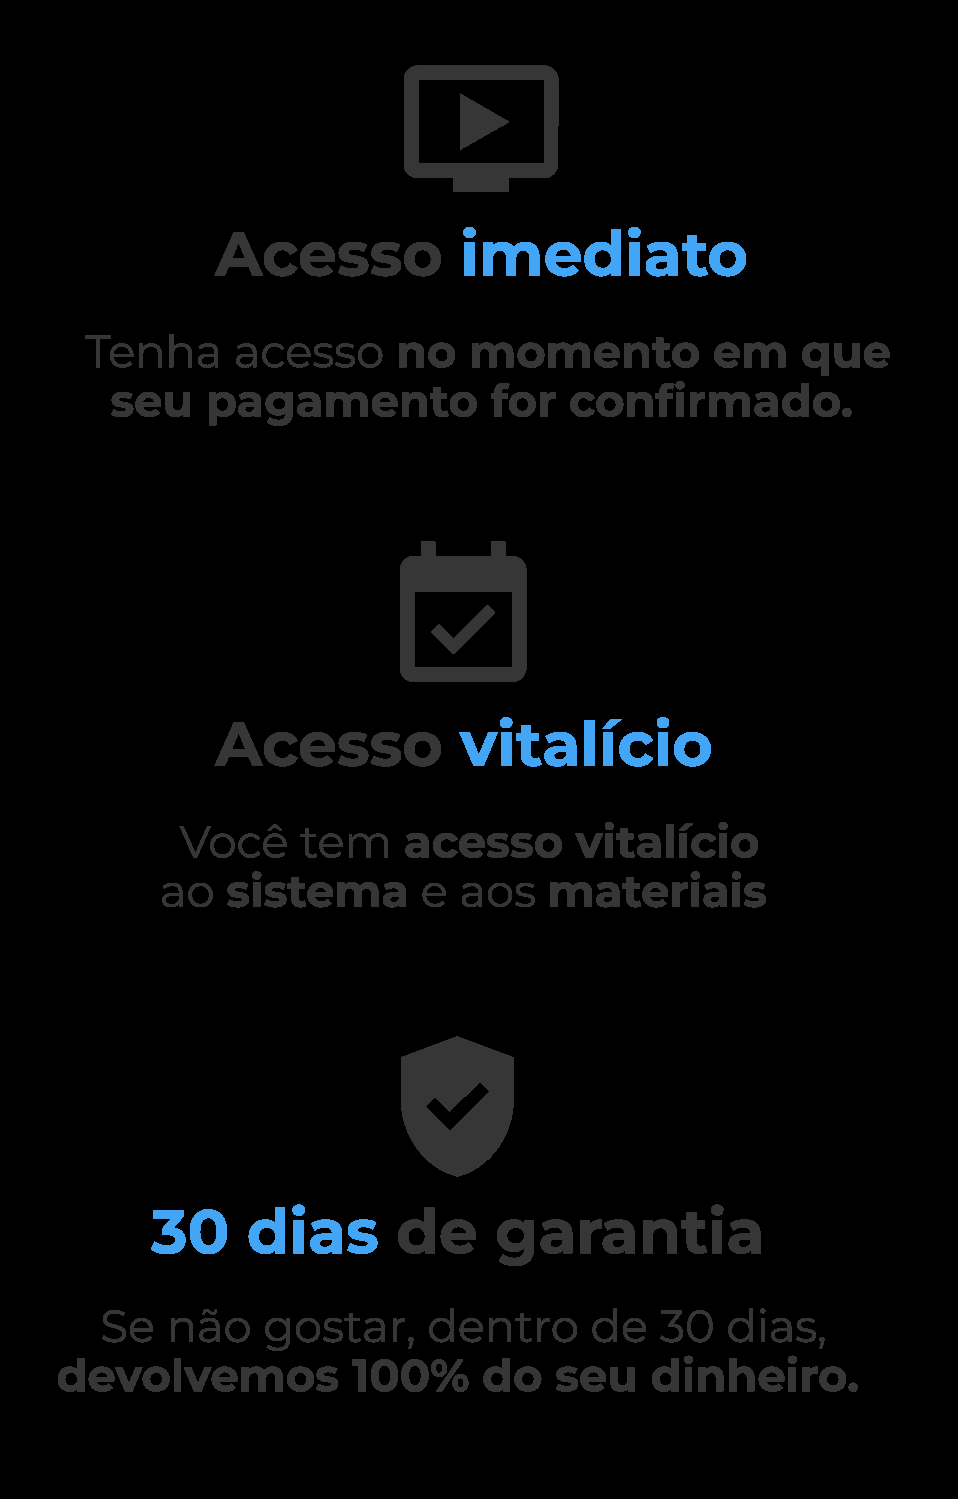 Acesso imediato
Tenha acesso no momento em que
seu pagamento for confirmado.
Acesso vitalício
Você tem acesso vitalício
ao sistema e aos materiais
30 dias de garantia
Se não gostar, dentro de 30 dias,
devolvemos 100% do seu dinheiro.